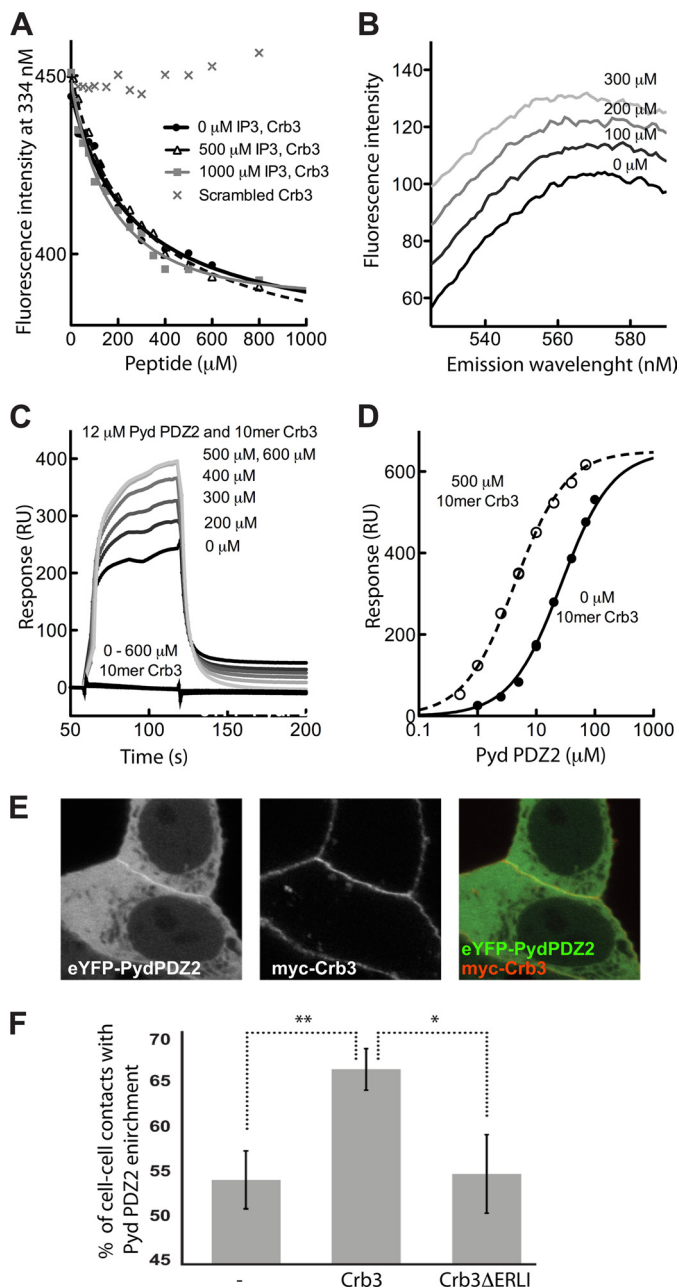 A
Fluorescence intensity at 334 nM
450
400
0 μM IP3, Crb3
500 μM IP3, Crb3
1000 μM IP3, Crb3
Scrambled Crb3
0
200
400
600
800
1000
Peptide (μM)
B
Fluorescence intensity
140
120
100
80
60
300 μM
200 μM
100 μM
0 μM
540
560
580
Emission wavelenght (nM)
C
12 μM Pyd PDZ2 and 10mer Crb3
500 μM, 600 μM
400 μM
300 μM
200 μM
0 μM
Response (RU)
400
300
200
100
0
0 - 600 μM
10mer Crb3
50
100
150
200
Time (s)
D
Response (RU)
600
400
200
0
500 μM
10mer Crb3
0 μM
10mer Crb3
0.1
1
10
100
1000
Pyd PDZ2 (μM)
E
eYFP-PydPDZ2
myc-Crb3
eYFP-PydPDZ2
myc-Crb3
F
% of cell-cell contacts with
Pyd PDZ2 enirchment
70
65
60
55
50
45
**
*
-
Crb3
Crb3ΔERLI